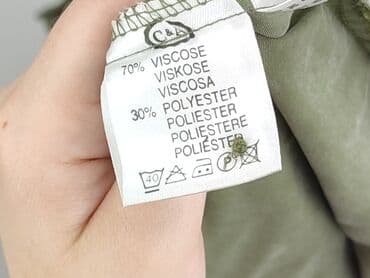 C&A
70% VISCOSE
VISKOSE
VISCOSA
30% POLYESTER
POLIESTER
POLIESTERE
POLIÉSTER
40
P